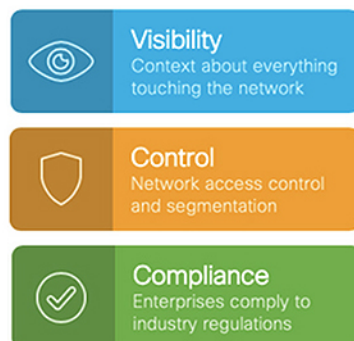 Visibility
Context about everything
touching the network
Control
Network access control
and segmentation
Compliance
Enterprises comply to
industry regulations